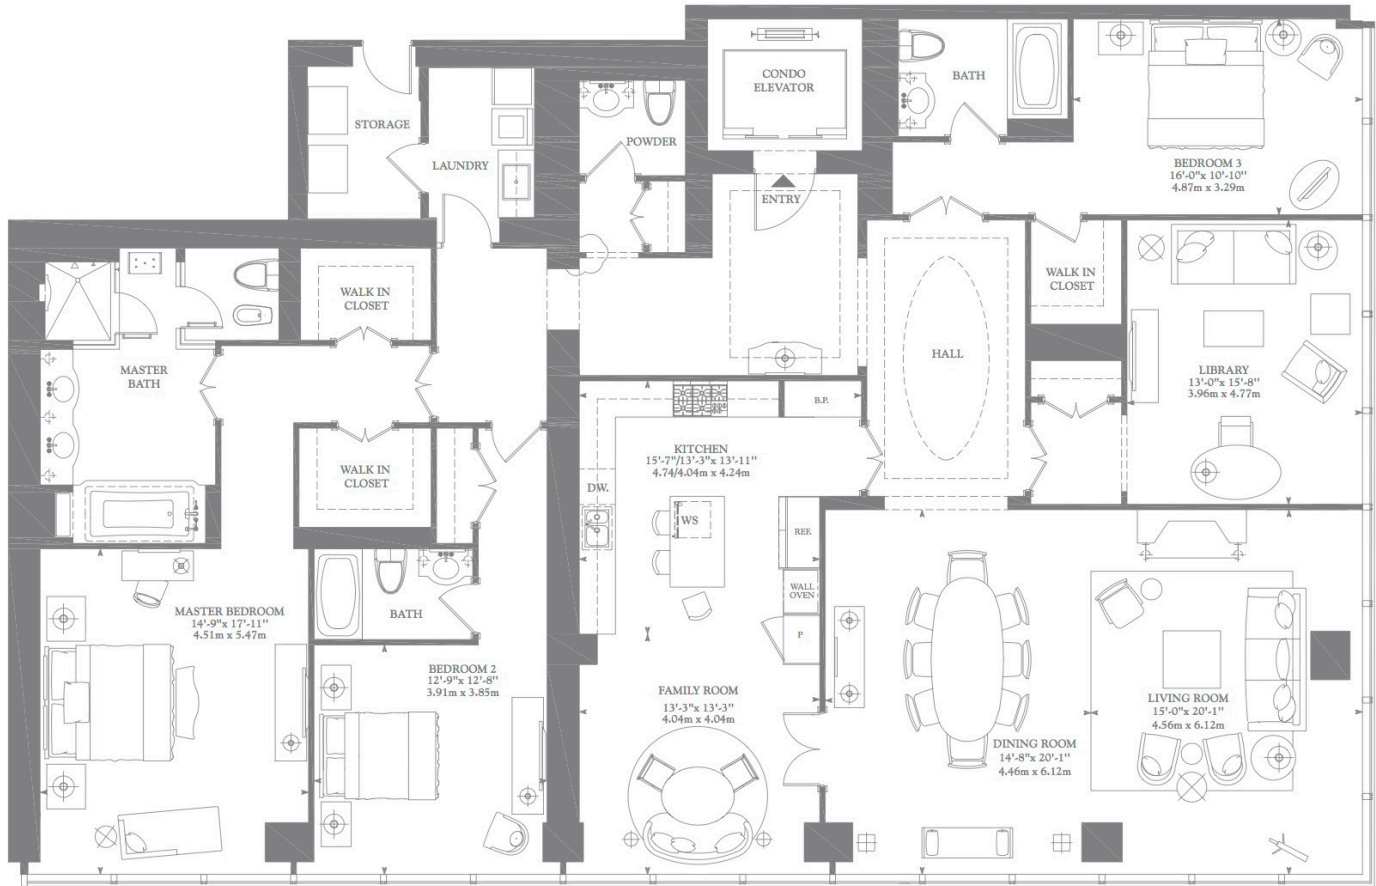 CONDO
ELEVATOR
BATH
STORAGE
POWDER
LAUNDRY
BEDROOM 3
16'-0"x 10'-10"
4.87m x 3.29m
ENTRY
WALK IN
CLOSET
WALK IN
CLOSET
HALL
MASTER
BATH
LIBRARY
13'-0"x 15'-8"
3.96m x 4.77m
B.P.
KITCHEN
15'-7"/13'-3"x 13'-11"
4.74/4.04m x 4.24m
WALK IN
CLOSET
DW.
WS
REF.
WALL
OVEN
MASTER BEDROOM
14'-9"x 17'-11"
4.51m x 5.47m
BATH
P
BEDROOM 2
12'-9"x 12'-8"
3.91m x 3.85m
FAMILY ROOM
13'-3"x 13'-3"
4.04m x 4.04m
LIVING ROOM
15'-0"x 20'-1"
4.56m x 6.12m
DINING ROOM
14'-8"x 20'-1"
4.46m x 6.12m